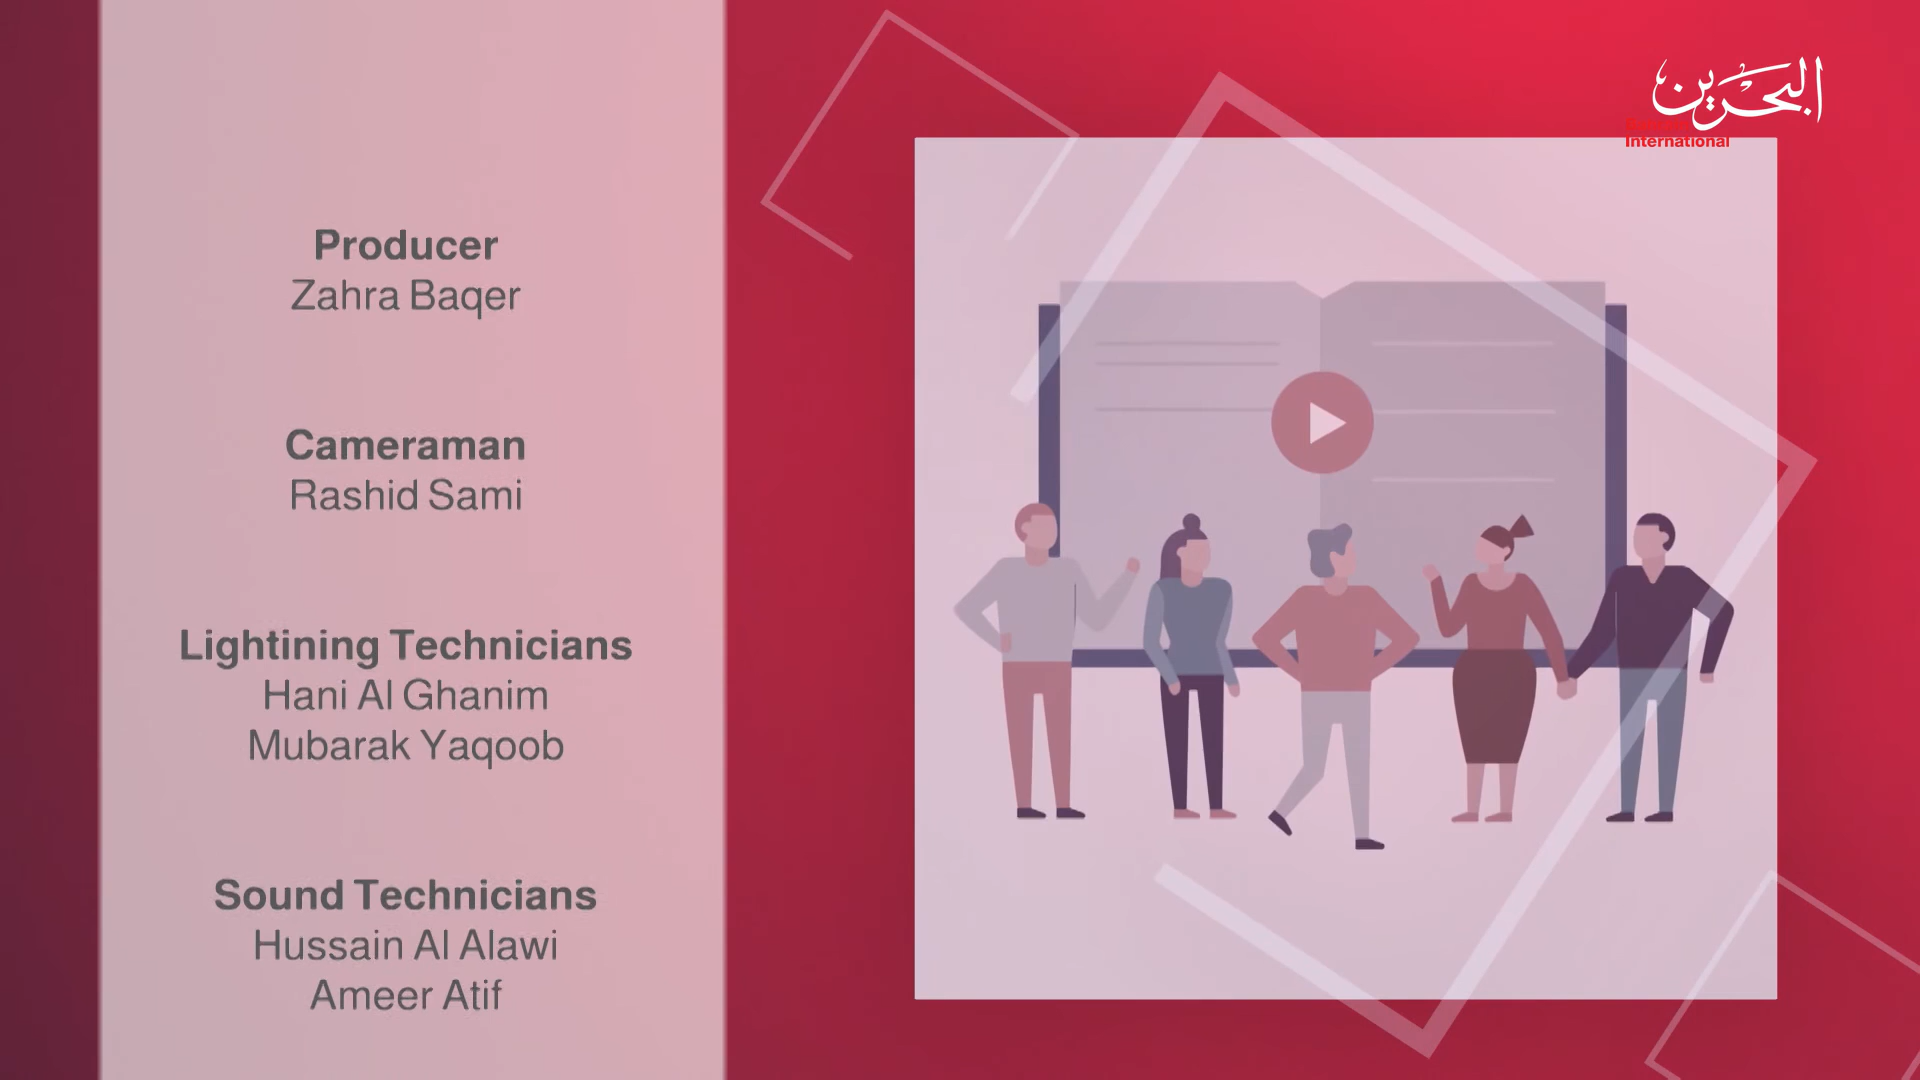 Producer
Zahra Baqer
Cameraman
Rashid Sami
Lightining Technicians
Hani Al Ghanim
Mubarak Yaqoob
Sound Technicians
Hussain Al Alawi
Ameer Atif
البحرين
International